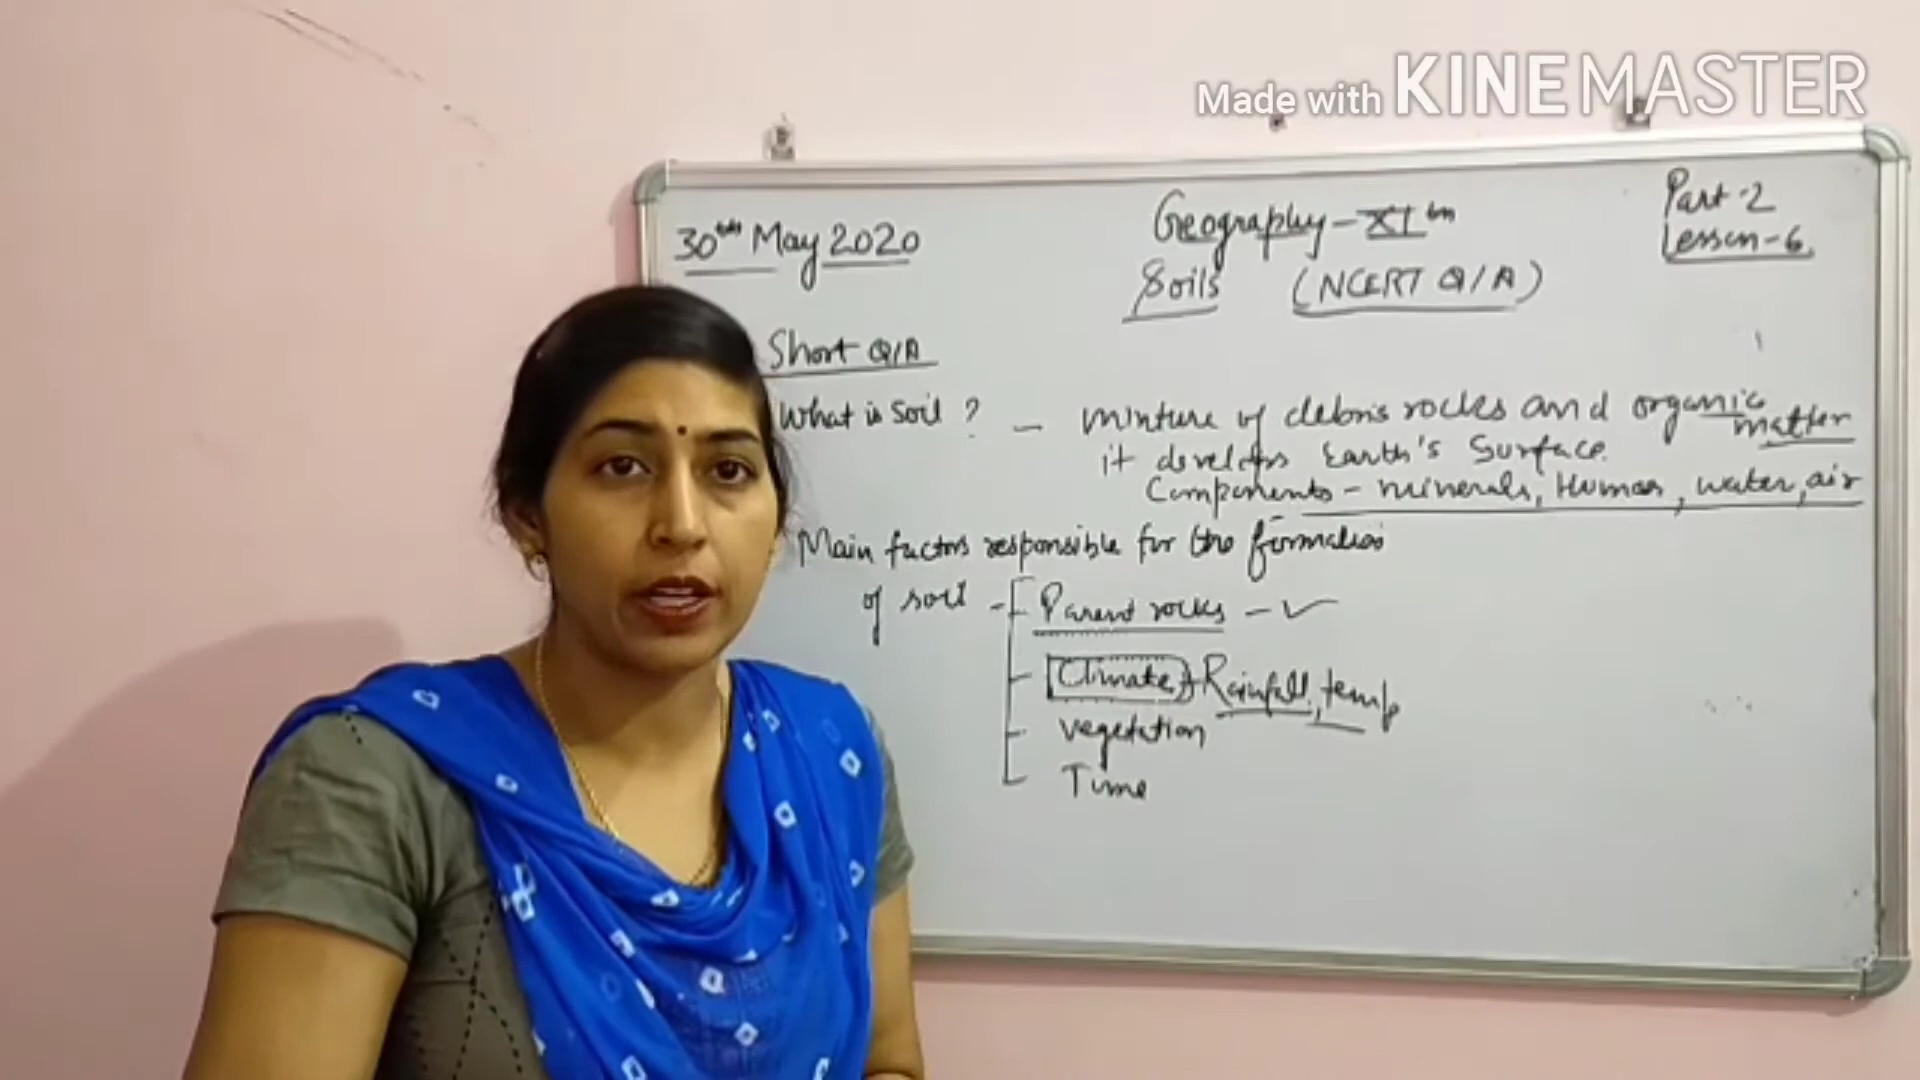 Made with KINEMASTER
30th May 2020
Geography - XIth
Part-2
Lesson-6
Soils (NCERT Q/A)
Short Q/A
What is Soil? - mixture of debris rocks and organic matter
it develops Earth's Surface.
Components - minerals, Humas, water, air
Main factors responsible for the formation
of soil - Parent rocks -
Climate Rainfall, temp
vegetation
Time